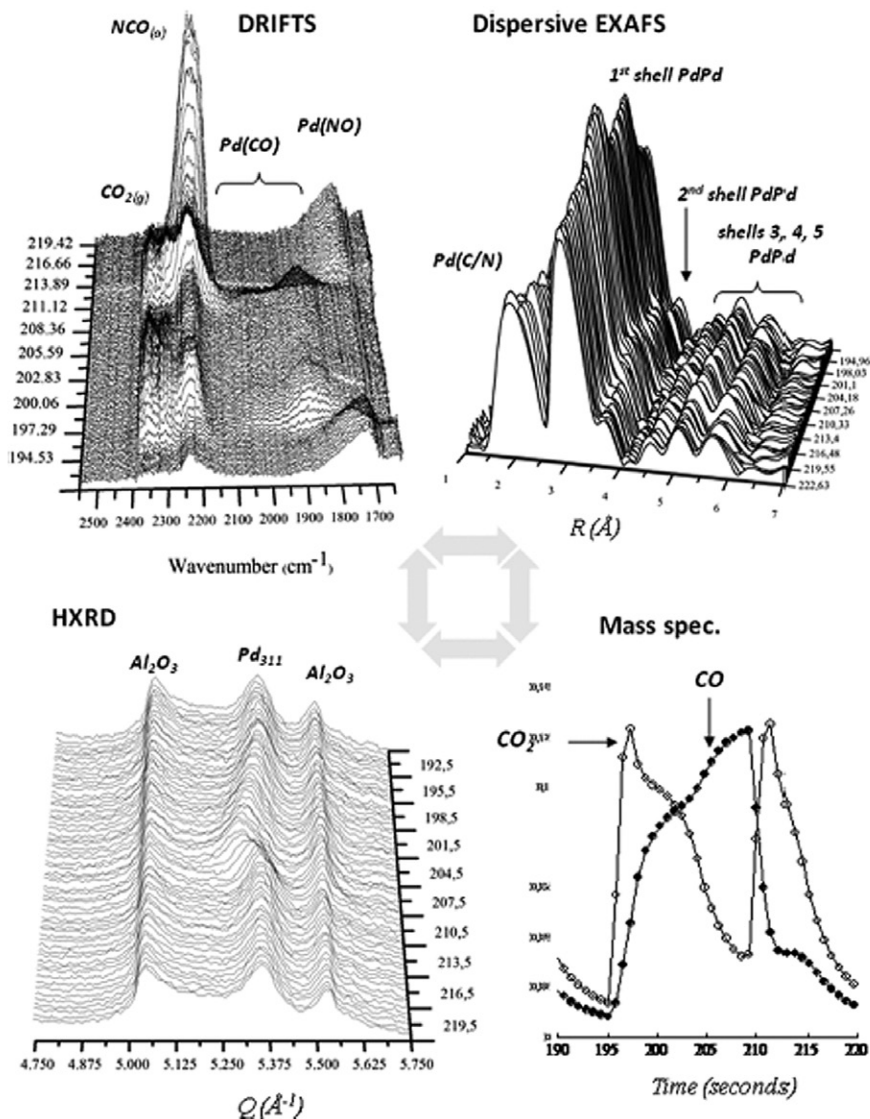 DRIFTS
NCO(a)
Pd(CO)
Pd(NO)
CO2(g)
219.42
216.66
213.89
211.12
208.36
205.59
202.83
200.06
197.29
194.53
2500 2400 2300 2200 2100 2000 1900 1800 1700
Wavenumber (cm-1)
Dispersive EXAFS
1st shell PdPd
2nd shell PdPd
shells 3, 4, 5
PdPd
Pd(C/N)
194,96
198,03
201,1
204,18
207,26
210,33
213,4
216,48
219,55
222,63
1 2 3 4 5 6 7
R (Å)
HXRD
Al2O3
Pd311
Al2O3
192,5
195,5
198,5
201,5
204,5
207,5
210,5
213,5
216,5
219,5
4.750 4.875 5.000 5.125 5.250 5.375 5.500 5.625 5.750
Q (Å-1)
Mass spec.
CO
CO2
190 195 200 205 210 215 220
Time (seconds)